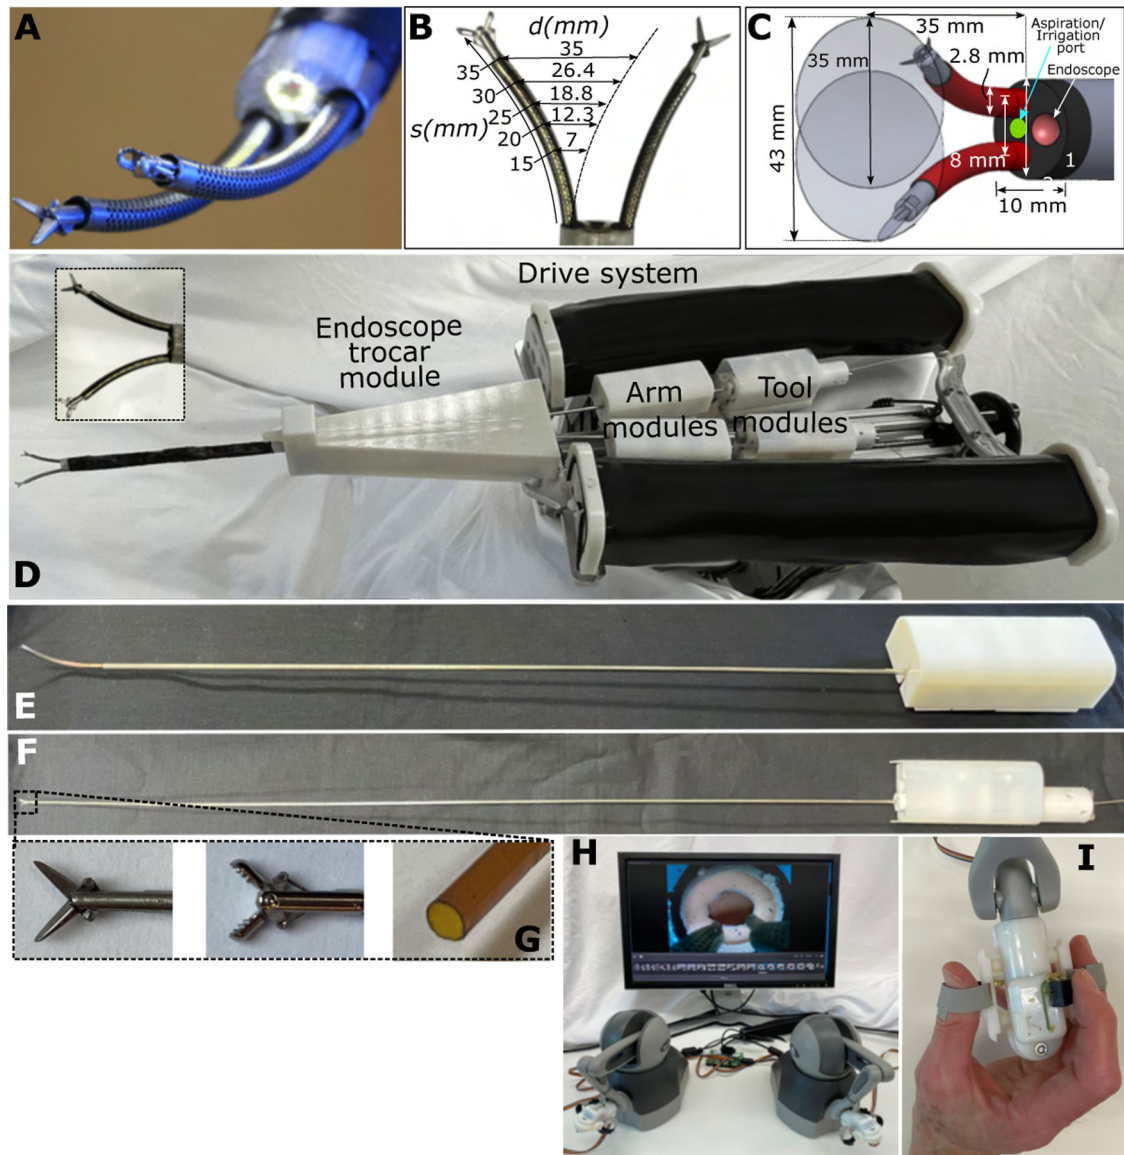 A
B
d(mm)
35
35
26.4
30
18.8
25
s(mm)
12.3
20
7
15
C
35 mm
Aspiration/
Irrigation
port
35 mm
2.8 mm
Endoscope
43 mm
8 mm
1
10 mm
Drive system
Endoscope
trocar
module
Arm
modules
Tool
modules
D
E
F
G
H
DELL
I